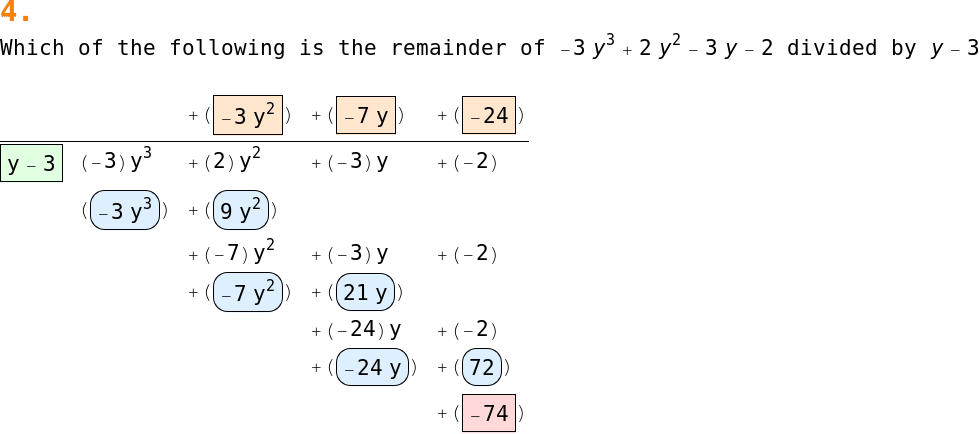 4.
Which of the following is the remainder of −3 y³ + 2 y² − 3 y − 2 divided by y − 3
+ ( −3 y² ) + ( −7 y ) + ( −24 )
y − 3 (−3) y³ + (2) y² + (−3) y + (−2)
( −3 y³ ) + ( 9 y² )
+ (−7) y² + (−3) y + (−2)
+ ( −7 y² ) + ( 21 y )
+ (−24) y + (−2)
+ ( −24 y ) + ( 72 )
+ ( −74 )